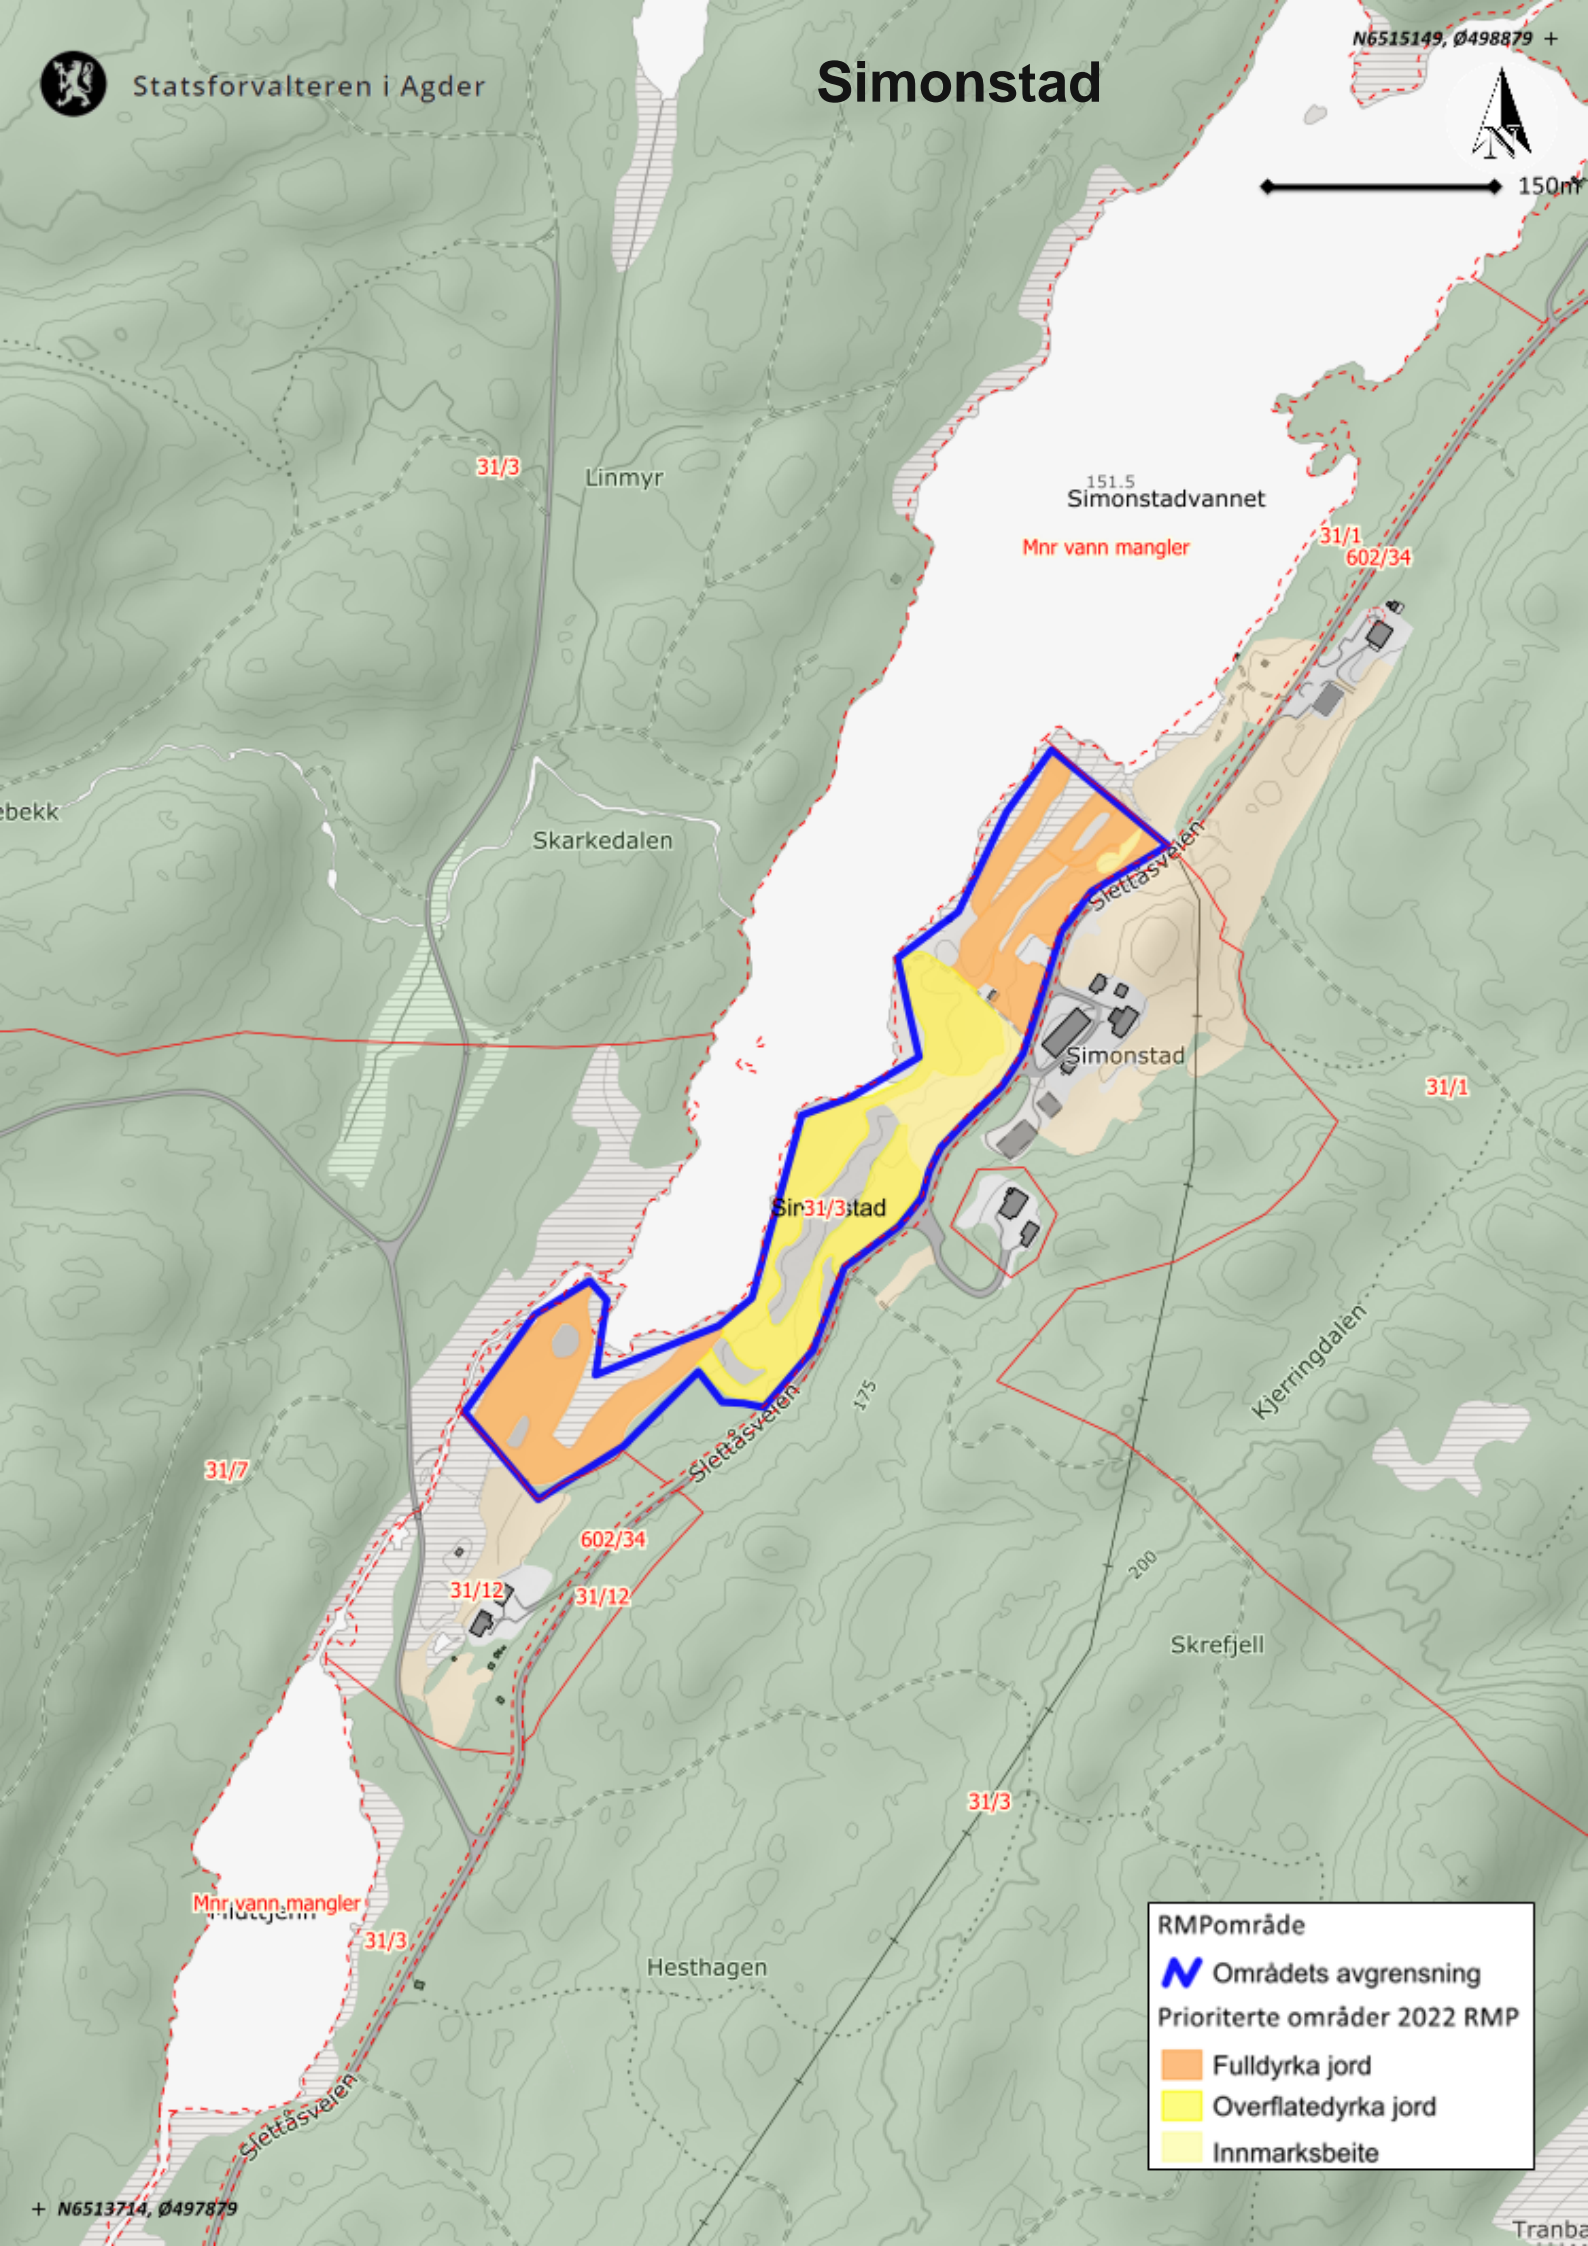 N6515149, Ø498879 +
Statsforvalteren i Agder
Simonstad
N
150m
31/3
Linmyr
151.5
Simonstadvannet
Mnr vann mangler
31/1
602/34
ebekk
Skarkedalen
Slettåsveien
Simonstad
31/1
31/3
Kjerringdalen
175
Slettåsveien
31/7
602/34
31/12
31/12
200
Skrefjell
31/3
Mnr vann mangler
31/3
Hesthagen
Slettåsveien
RMPområde
Områdets avgrensning
Prioriterte områder 2022 RMP
Fulldyrka jord
Overflatedyrka jord
Innmarksbeite
+ N6513714, Ø497879
Tranba